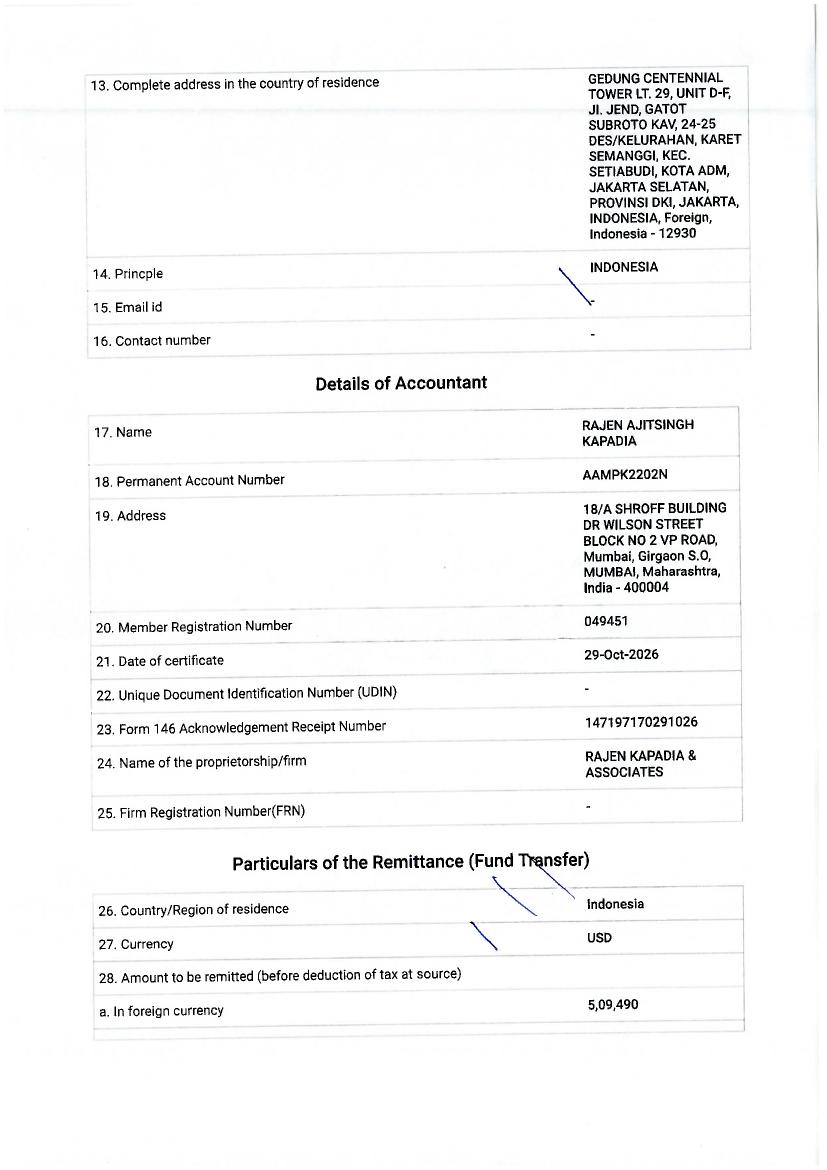 13. Complete address in the country of residence
GEDUNG CENTENNIAL
TOWER LT. 29, UNIT D-F,
JI. JEND, GATOT
SUBROTO KAV, 24-25
DES/KELURAHAN, KARET
SEMANGGI, KEC.
SETIABUDI, KOTA ADM,
JAKARTA SELATAN,
PROVINSI DKI, JAKARTA,
INDONESIA, Foreign,
Indonesia - 12930
14. Princple
INDONESIA
15. Email id
-
16. Contact number
-
Details of Accountant
17. Name
RAJEN AJITSINGH
KAPADIA
18. Permanent Account Number
AAMPK2202N
19. Address
18/A SHROFF BUILDING
DR WILSON STREET
BLOCK NO 2 VP ROAD,
Mumbai, Girgaon S.O,
MUMBAI, Maharashtra,
India - 400004
20. Member Registration Number
049451
21. Date of certificate
29-Oct-2026
22. Unique Document Identification Number (UDIN)
-
23. Form 146 Acknowledgement Receipt Number
147197170291026
24. Name of the proprietorship/firm
RAJEN KAPADIA &
ASSOCIATES
25. Firm Registration Number(FRN)
-
Particulars of the Remittance (Fund Transfer)
26. Country/Region of residence
Indonesia
27. Currency
USD
28. Amount to be remitted (before deduction of tax at source)
a. In foreign currency
5,09,490